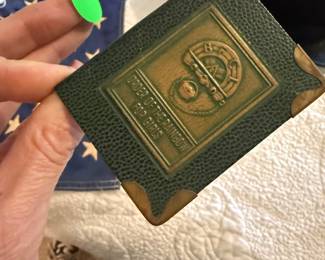 ORDER OF THE RAINBOW
FOR GIRLS